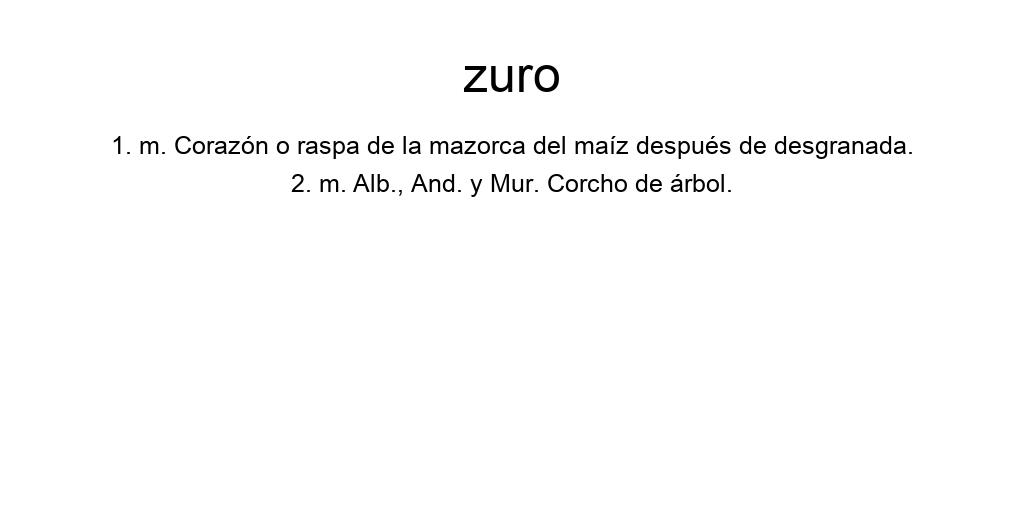 zuro
1. m. Corazón o raspa de la mazorca del maíz después de desgranada.
2. m. Alb., And. y Mur. Corcho de árbol.